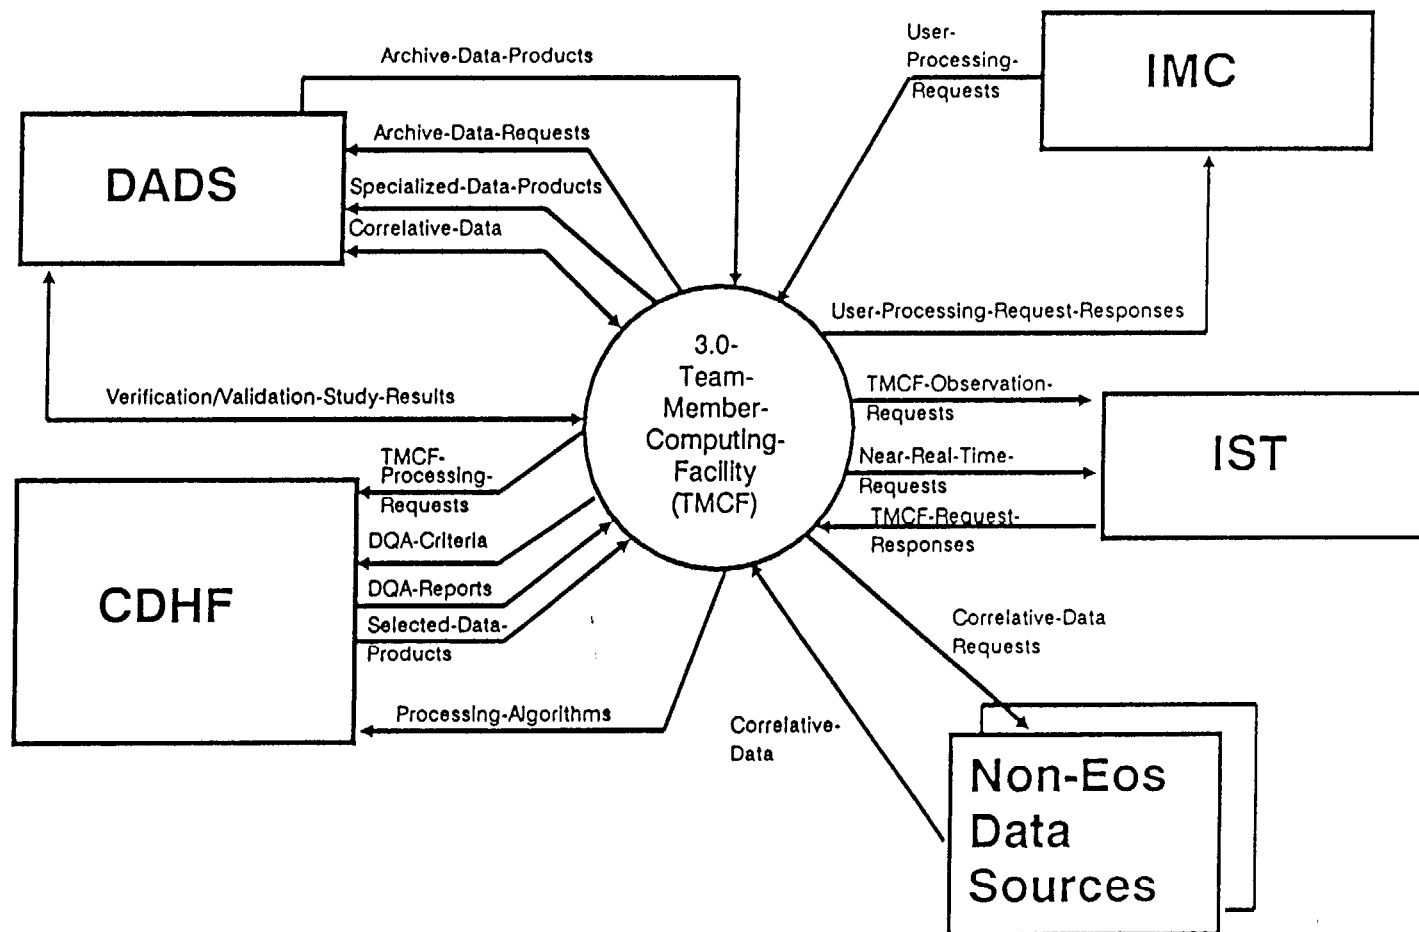 Archive-Data-Products
User-
Processing-
Requests
IMC
DADS
Archive-Data-Requests
Specialized-Data-Products
Correlative-Data
User-Processing-Request-Responses
3.0-
Team-
Member-
Computing-
Facility
(TMCF)
Verification/Validation-Study-Results
TMCF-Observation-
Requests
Near-Real-Time-
Requests
TMCF-Request-
Responses
IST
TMCF-
Processing-
Requests
DQA-Criteria
DQA-Reports
Selected-Data-
Products
CDHF
Processing-Algorithms
Correlative-Data
Requests
Correlative-
Data
Non-Eos
Data
Sources